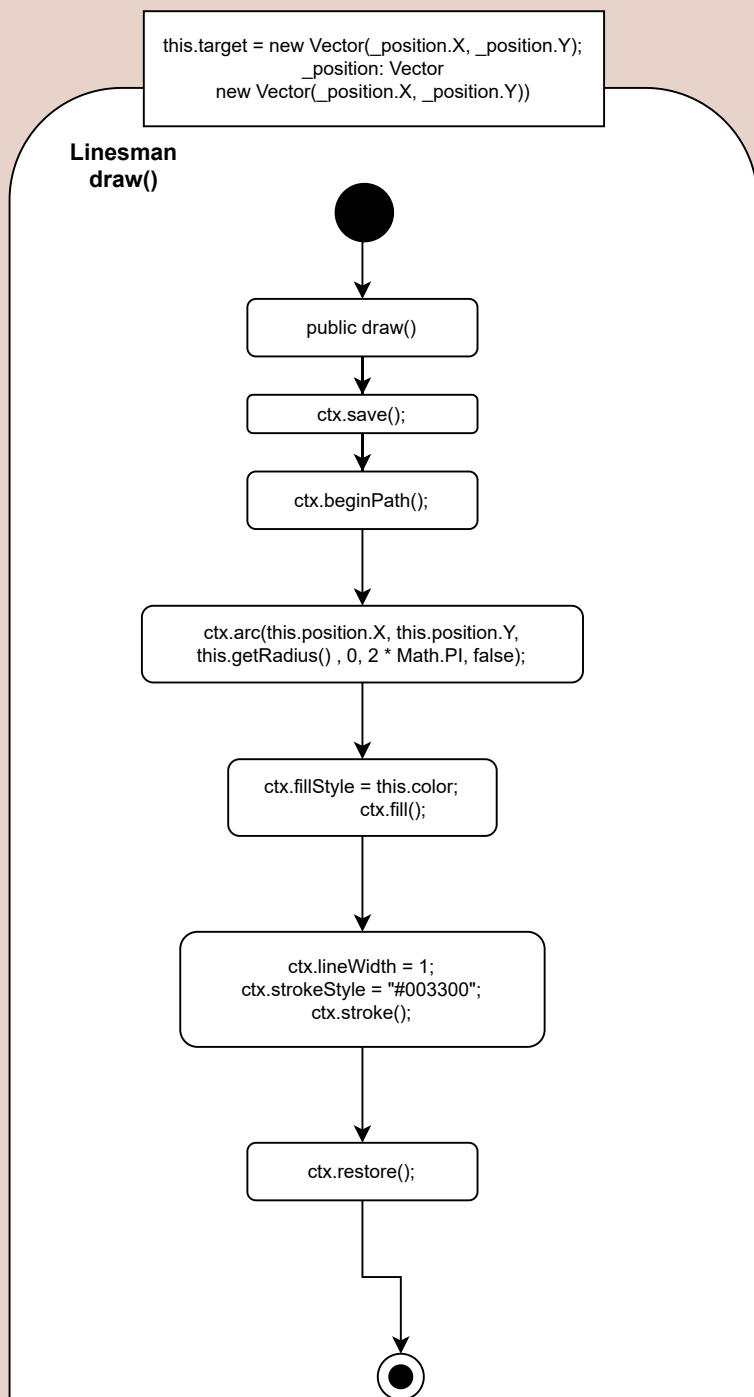 this.target = new Vector(_position.X, _position.Y);
_position: Vector
new Vector(_position.X, _position.Y))
Linesman
draw()
public draw()
ctx.save();
ctx.beginPath();
ctx.arc(this.position.X, this.position.Y,
this.getRadius() , 0, 2 * Math.PI, false);
ctx.fillStyle = this.color;
ctx.fill();
ctx.lineWidth = 1;
ctx.strokeStyle = "#003300";
ctx.stroke();
ctx.restore();